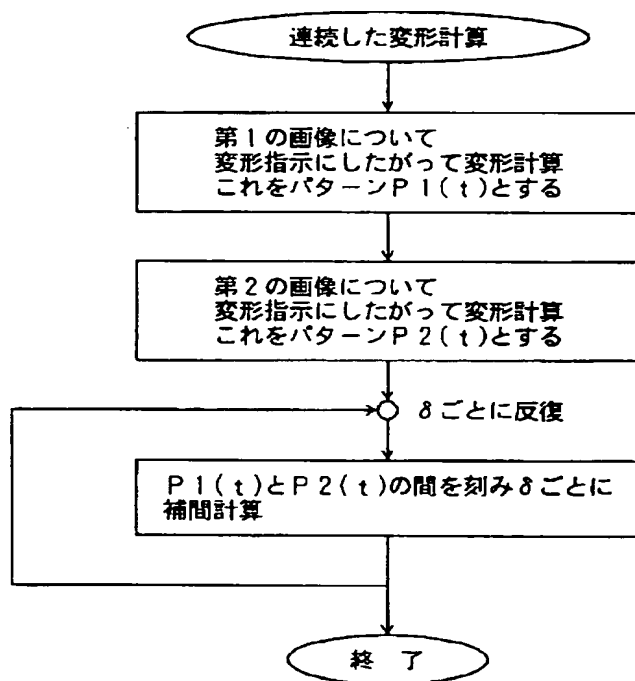 連続した変形計算
第1の画像について
変形指示にしたがって変形計算
これをパターンP1(t)とする
第2の画像について
変形指示にしたがって変形計算
これをパターンP2(t)とする
δごとに反復
P1(t)とP2(t)の間を刻みδごとに
補間計算
終 了